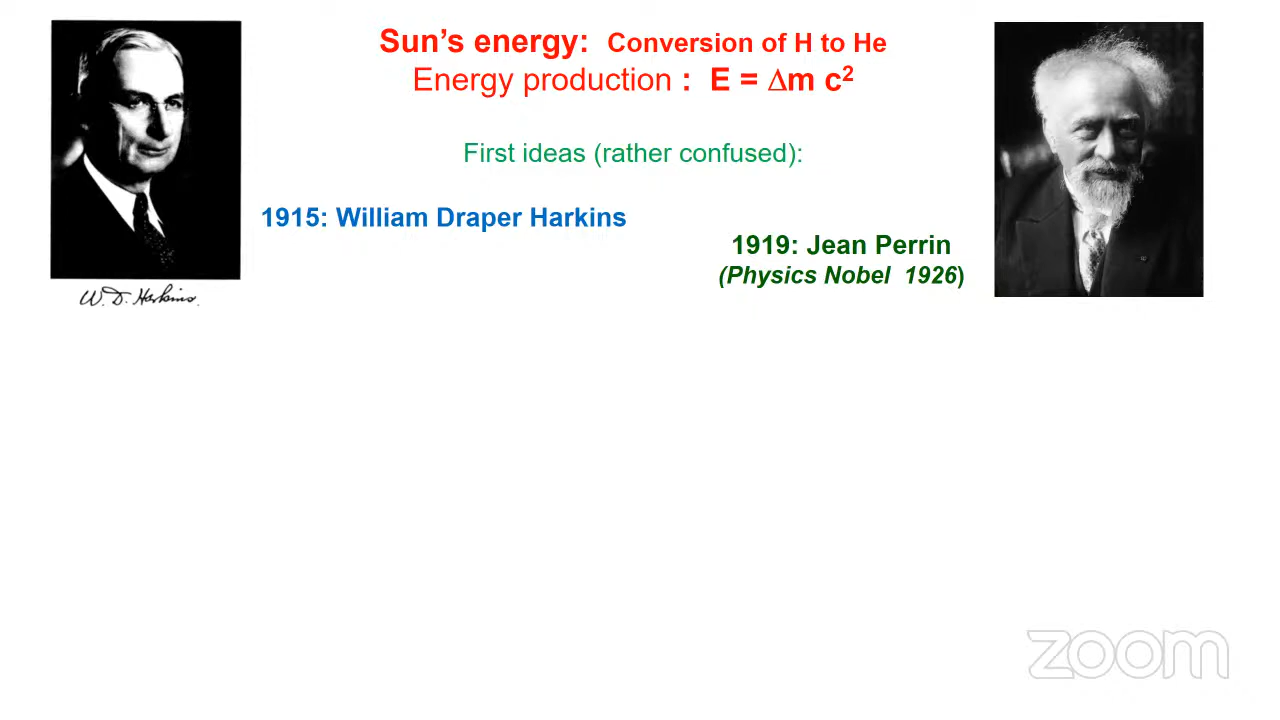 Sun's energy: Conversion of H to He
Energy production : E = Δm c²
First ideas (rather confused):
1915: William Draper Harkins
1919: Jean Perrin
(Physics Nobel 1926)
W. D. Harkins.
zoom